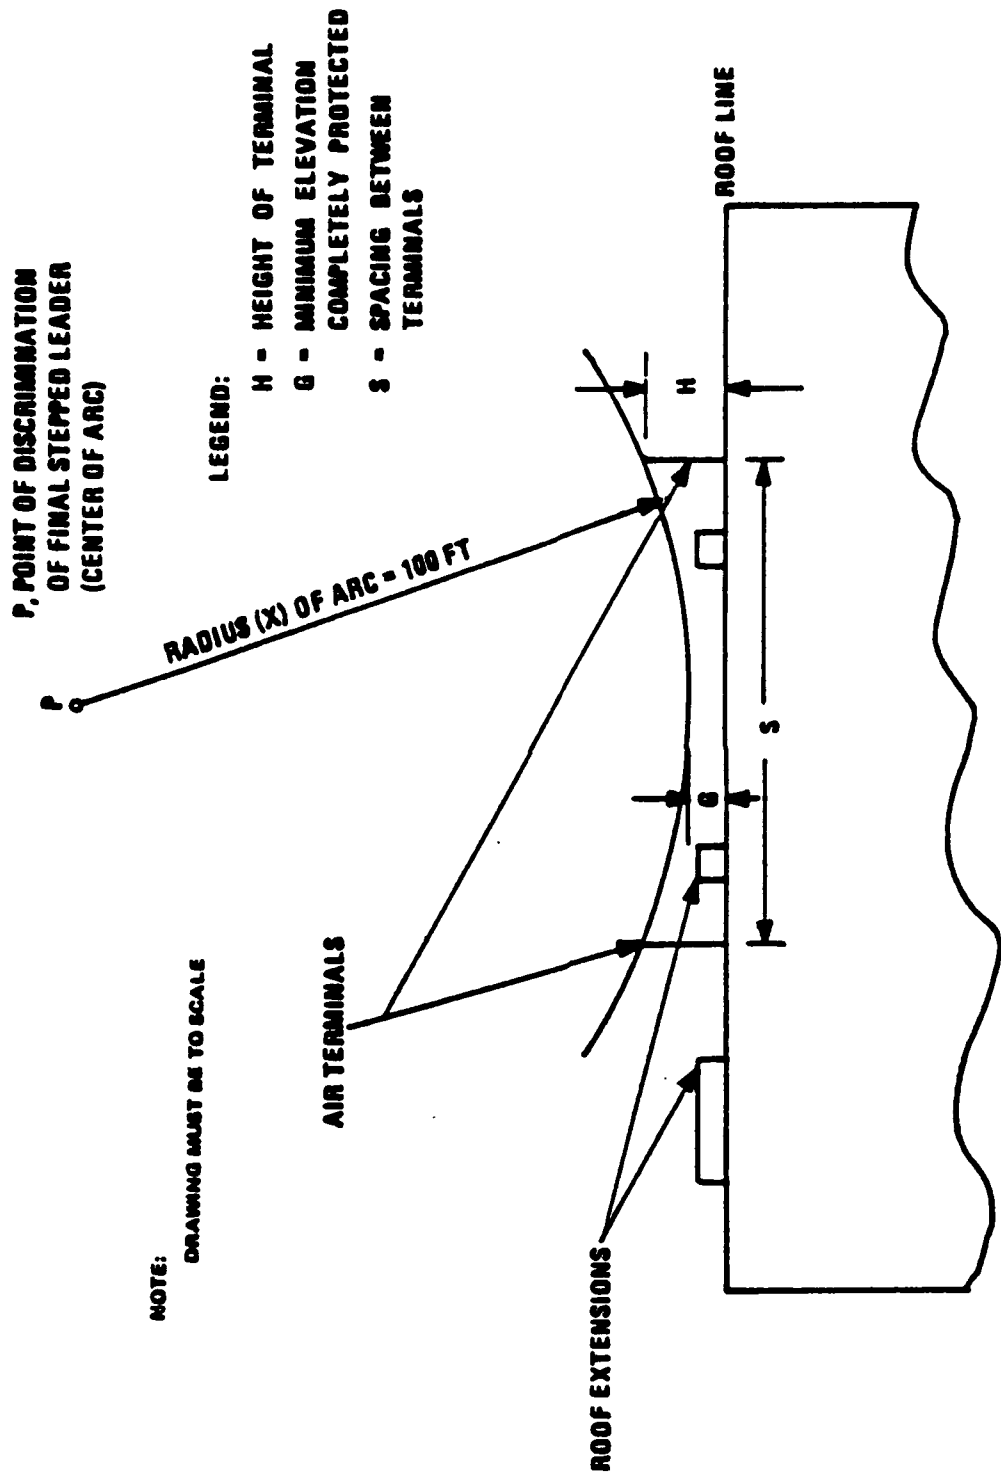 P, POINT OF DISCRIMINATION
OF FINAL STEPPED LEADER
(CENTER OF ARC)
P
RADIUS (X) OF ARC = 100 FT
LEGEND:
H = HEIGHT OF TERMINAL
G = MINIMUM ELEVATION
COMPLETELY PROTECTED
S = SPACING BETWEEN
TERMINALS
NOTE:
DRAWING MUST BE TO SCALE
AIR TERMINALS
ROOF EXTENSIONS
H
G
S
ROOF LINE